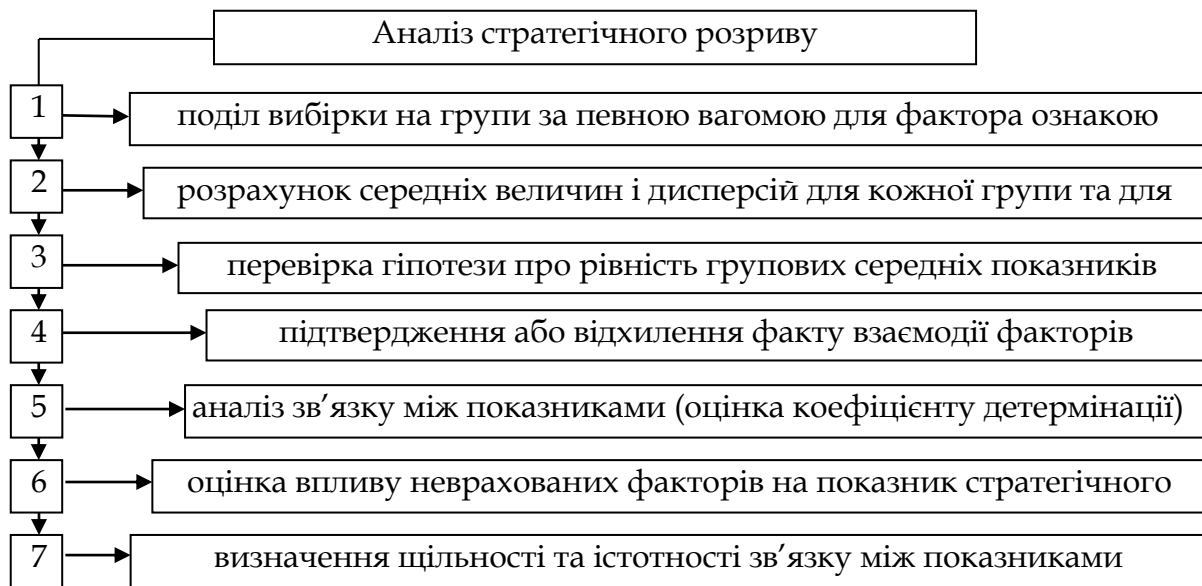 Аналіз стратегічного розриву
1
поділ вибірки на групи за певною вагомою для фактора ознакою
2
розрахунок середніх величин і дисперсій для кожної групи та для
3
перевірка гіпотези про рівність групових середніх показників
4
підтвердження або відхилення факту взаємодії факторів
5
аналіз зв’язку між показниками (оцінка коефіцієнту детермінації)
6
оцінка впливу неврахованих факторів на показник стратегічного
7
визначення щільності та істотності зв’язку між показниками